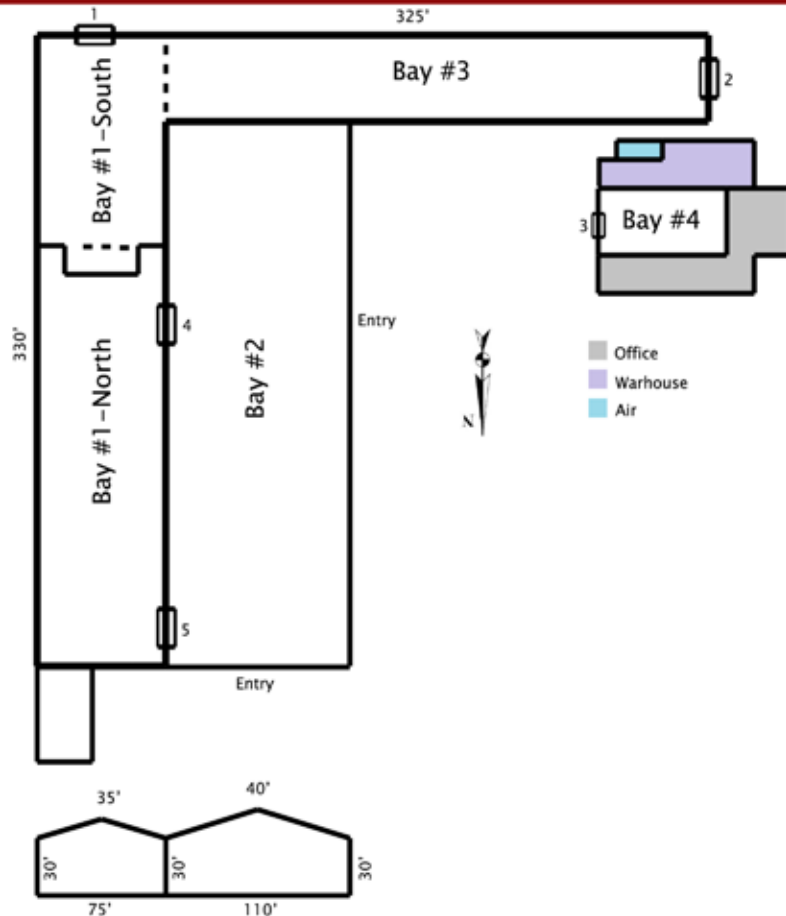 1
325'
Bay #3
2
Bay #1-South
3
Bay #4
330'
4
Entry
Bay #2
Office
Warhouse
Air
N
Bay #1-North
5
Entry
35'
40'
30'
30'
30'
75'
110'